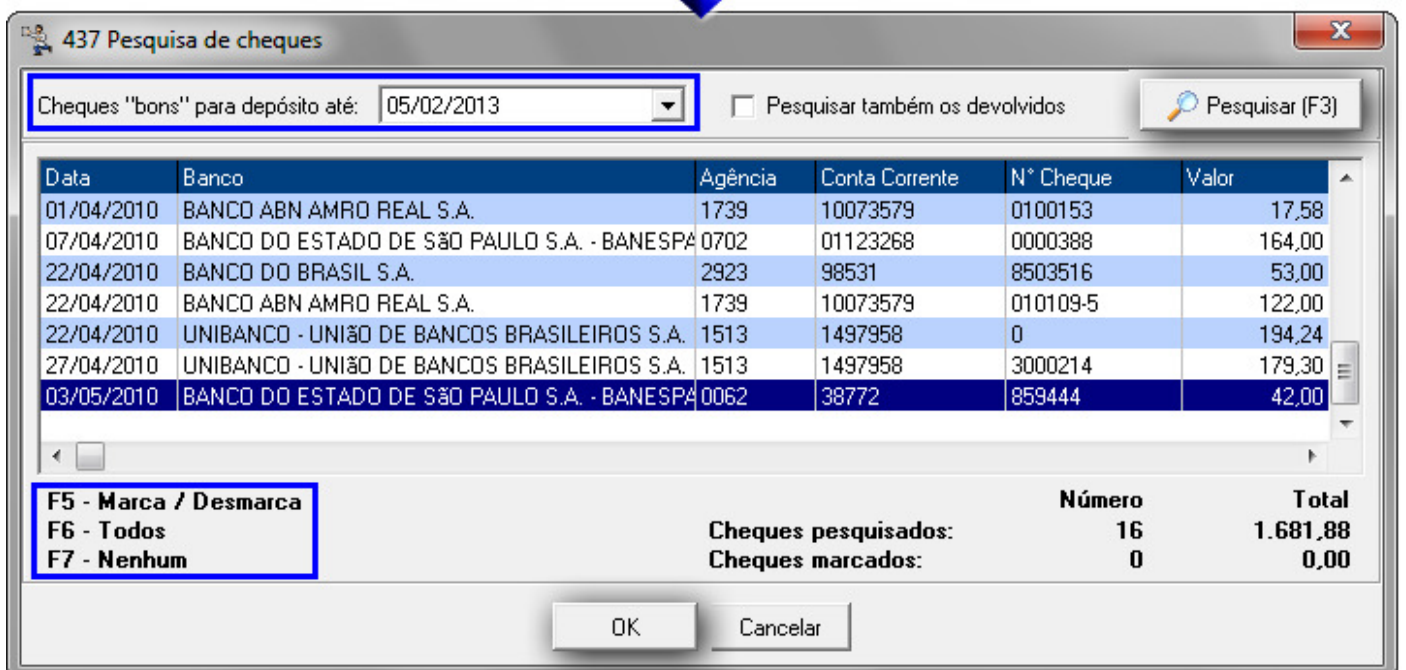 437 Pesquisa de cheques
Cheques "bons" para depósito até: 05/02/2013 Pesquisar também os devolvidos Pesquisar (F3)
Data Banco Agência Conta Corrente N° Cheque Valor
01/04/2010 BANCO ABN AMRO REAL S.A. 1739 10073579 0100153 17,58
07/04/2010 BANCO DO ESTADO DE SãO PAULO S.A. - BANESPA 0702 01123268 0000388 164,00
22/04/2010 BANCO DO BRASIL S.A. 2923 98531 8503516 53,00
22/04/2010 BANCO ABN AMRO REAL S.A. 1739 10073579 010109-5 122,00
22/04/2010 UNIBANCO - UNIãO DE BANCOS BRASILEIROS S.A. 1513 1497958 0 194,24
27/04/2010 UNIBANCO - UNIãO DE BANCOS BRASILEIROS S.A. 1513 1497958 3000214 179,30
03/05/2010 BANCO DO ESTADO DE SãO PAULO S.A. - BANESPA 0062 38772 859444 42,00
F5 - Marca / Desmarca Número Total
F6 - Todos Cheques pesquisados: 16 1.681,88
F7 - Nenhum Cheques marcados: 0 0,00
OK Cancelar